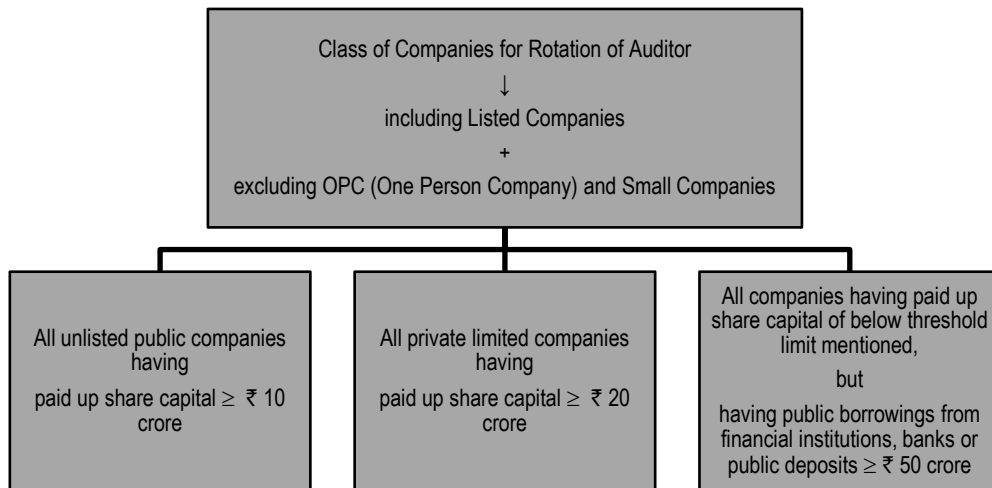 Class of Companies for Rotation of Auditor
↓
including Listed Companies
+
excluding OPC (One Person Company) and Small Companies
All unlisted public companies
having
paid up share capital ≥ ₹ 10
crore
All private limited companies
having
paid up share capital ≥ ₹ 20
crore
All companies having paid up
share capital of below threshold
limit mentioned,
but
having public borrowings from
financial institutions, banks or
public deposits ≥ ₹ 50 crore